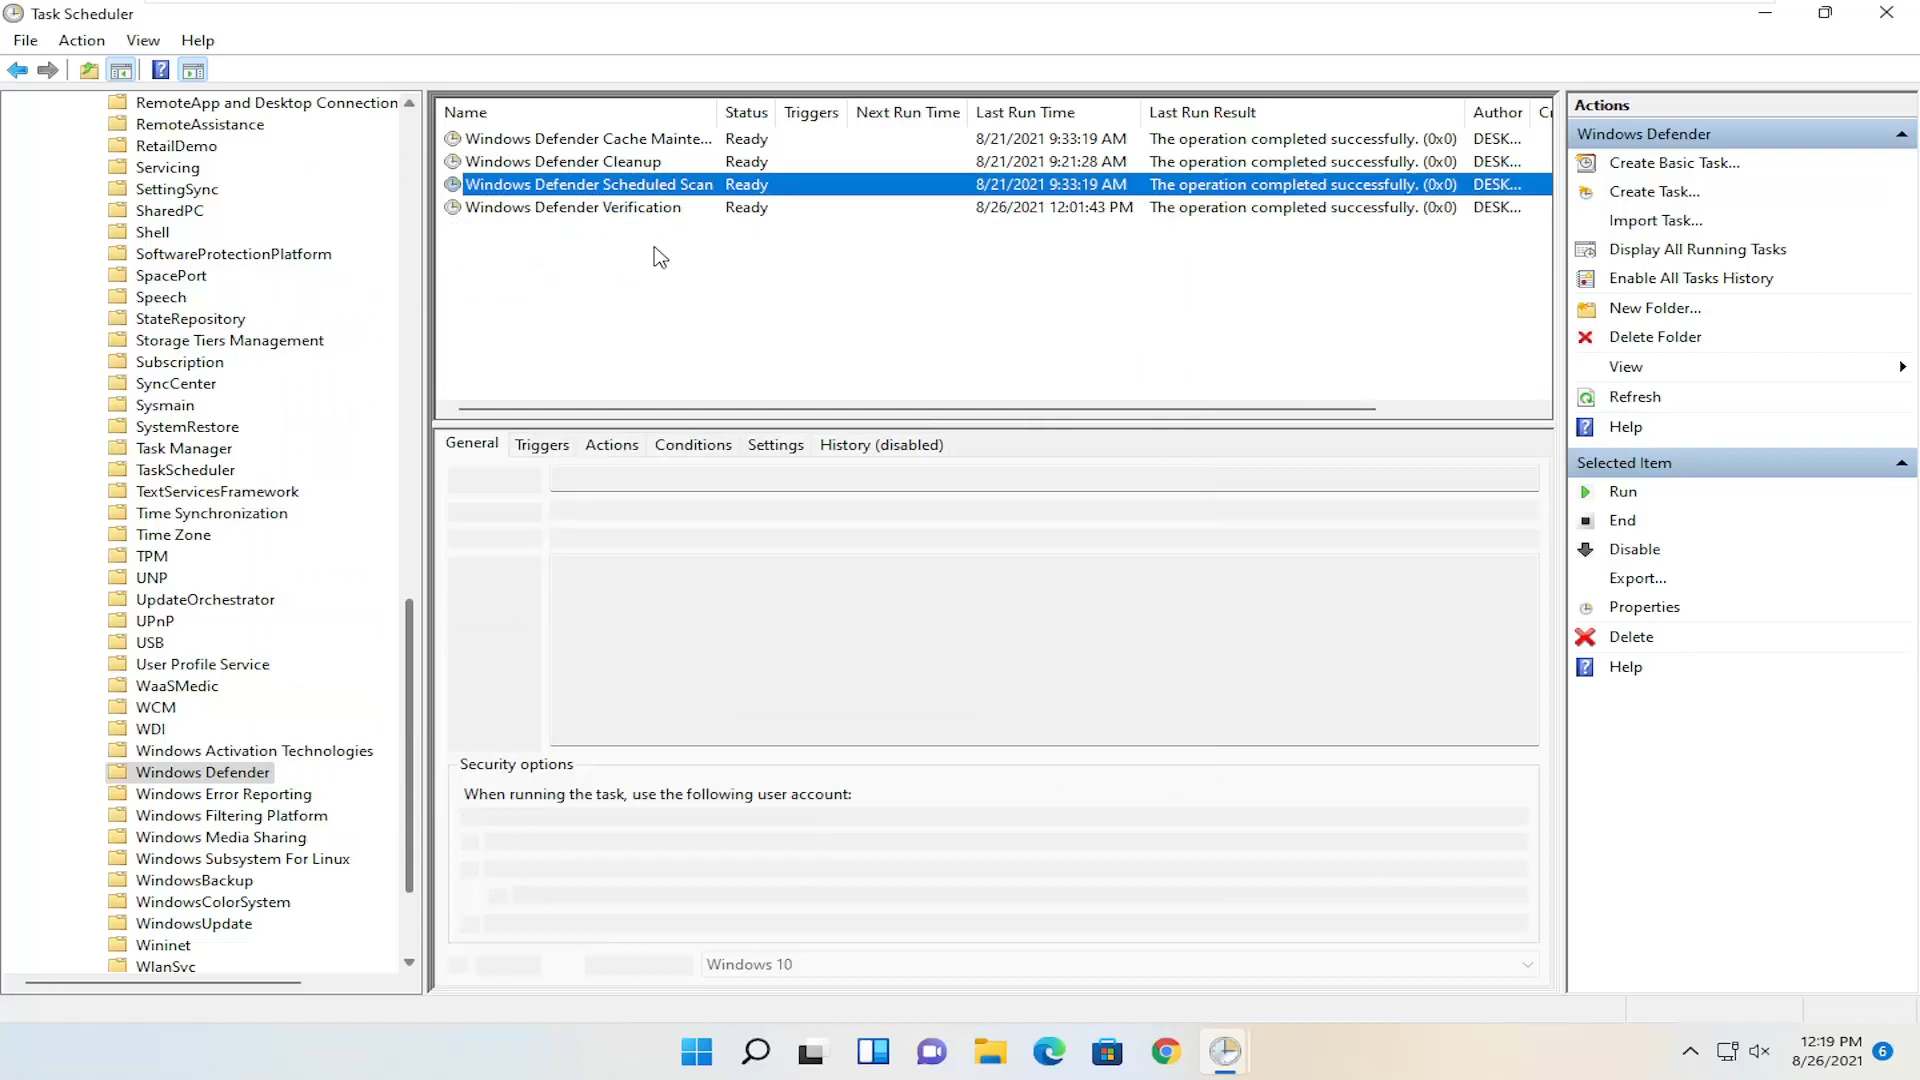 Task Scheduler
File Action View Help
RemoteApp and Desktop Connection
RemoteAssistance
RetailDemo
Servicing
SettingSync
SharedPC
Shell
SoftwareProtectionPlatform
SpacePort
Speech
StateRepository
Storage Tiers Management
Subscription
SyncCenter
Sysmain
SystemRestore
Task Manager
TaskScheduler
TextServicesFramework
Time Synchronization
Time Zone
TPM
UNP
UpdateOrchestrator
UPnP
USB
User Profile Service
WaaSMedic
WCM
WDI
Windows Activation Technologies
Windows Defender
Windows Error Reporting
Windows Filtering Platform
Windows Media Sharing
Windows Subsystem For Linux
WindowsBackup
WindowsColorSystem
WindowsUpdate
Wininet
WlanSvc
Name Status Triggers Next Run Time Last Run Time Last Run Result Author
Windows Defender Cache Mainte... Ready 8/21/2021 9:33:19 AM The operation completed successfully. (0x0) DESK...
Windows Defender Cleanup Ready 8/21/2021 9:21:28 AM The operation completed successfully. (0x0) DESK...
Windows Defender Scheduled Scan Ready 8/21/2021 9:33:19 AM The operation completed successfully. (0x0) DESK...
Windows Defender Verification Ready 8/26/2021 12:01:43 PM The operation completed successfully. (0x0) DESK...
General Triggers Actions Conditions Settings History (disabled)
Security options
When running the task, use the following user account:
Windows 10
Actions
Windows Defender
Create Basic Task...
Create Task...
Import Task...
Display All Running Tasks
Enable All Tasks History
New Folder...
Delete Folder
View
Refresh
Help
Selected Item
Run
End
Disable
Export...
Properties
Delete
Help
12:19 PM
8/26/2021
6